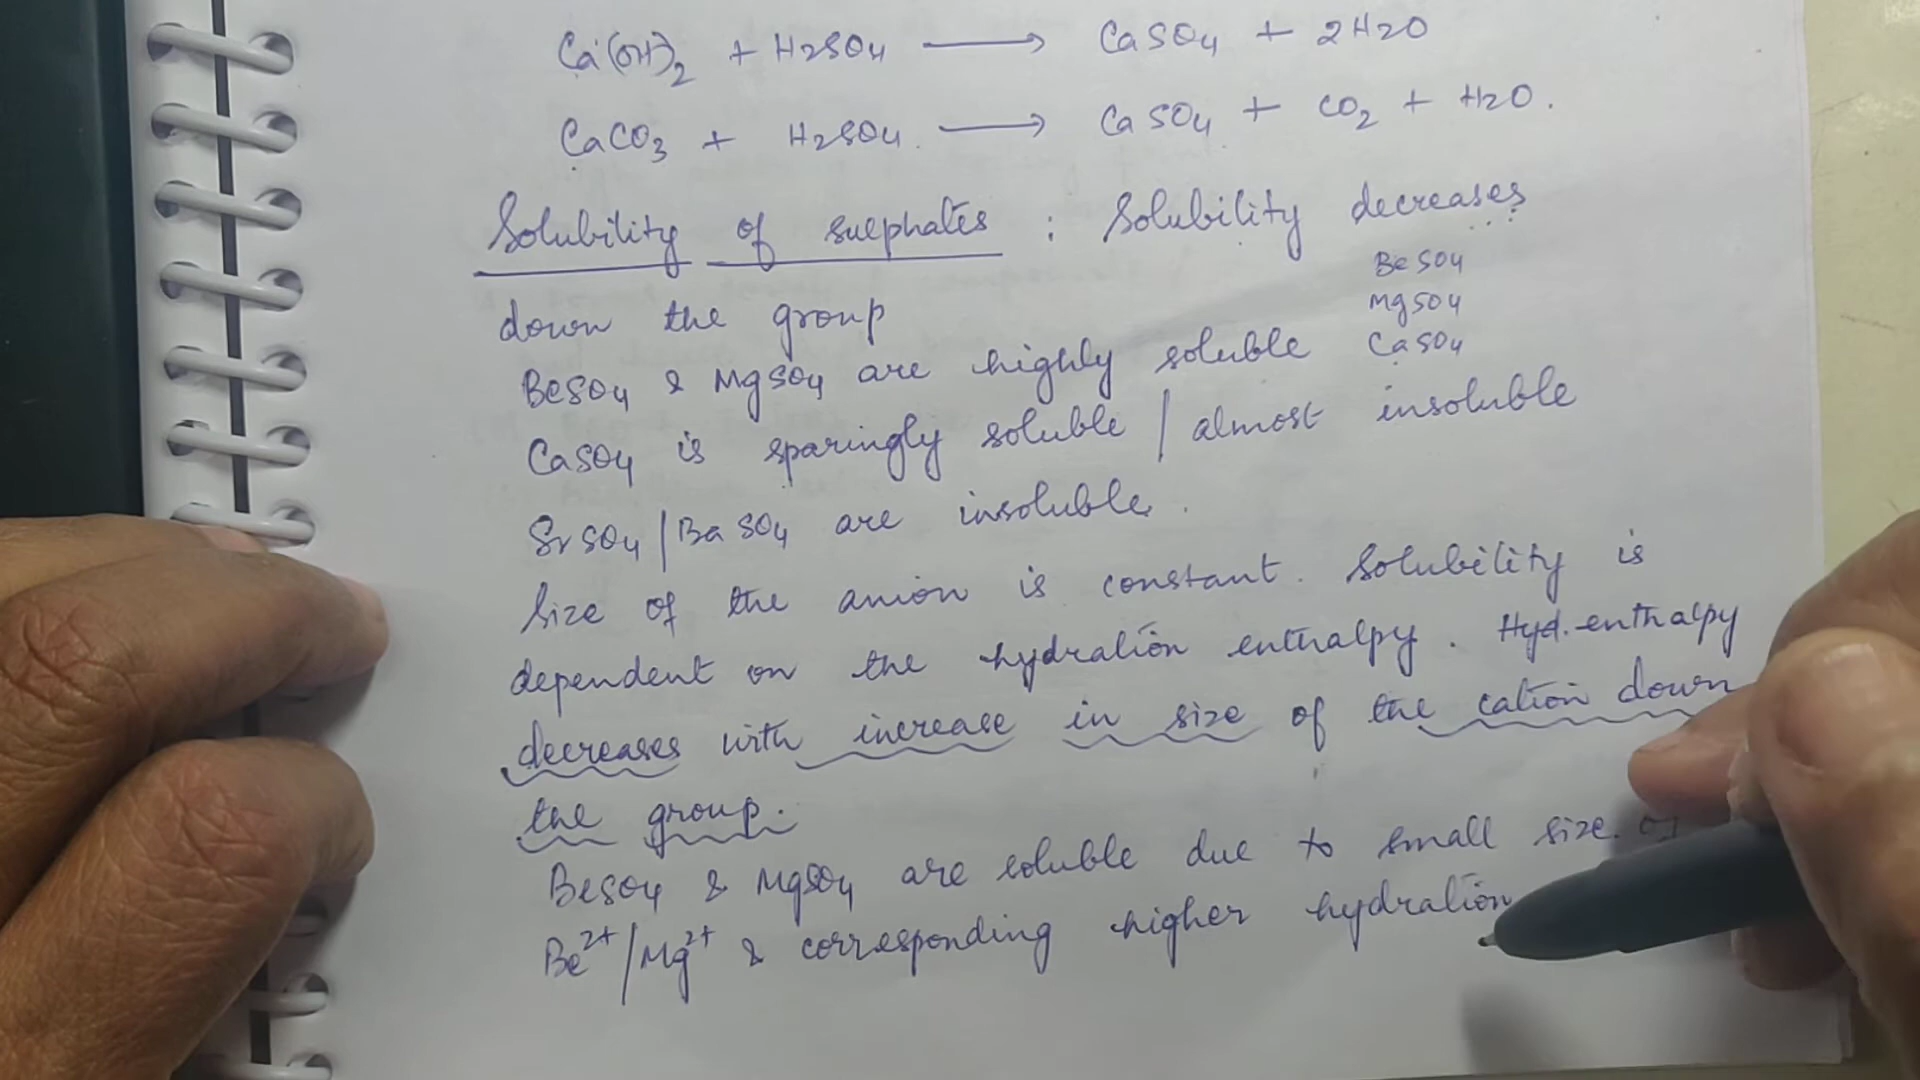 Ca(OH)2 + H2SO4 ⟶ CaSO4 + 2H2O
CaCO3 + H2SO4 ⟶ CaSO4 + CO2 + H2O.
Solubility of sulphates : Solubility decreases
down the group
BeSO4
MgSO4
CaSO4
BeSO4 & MgSO4 are highly soluble
CaSO4 is sparingly soluble / almost insoluble
SrSO4 / BaSO4 are insoluble.
Size of the anion is constant. Solubility is
dependent on the hydration enthalpy. Hyd. enthalpy
decreases with increase in size of the cation down
the group.
BeSO4 & MgSO4 are soluble due to small size of
Be2+/Mg2+ & corresponding higher hydration